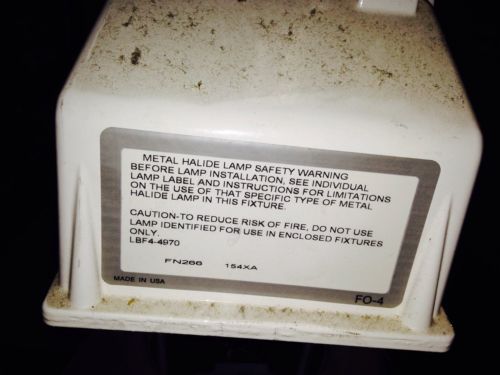 METAL HALIDE LAMP SAFETY WARNING
BEFORE LAMP INSTALLATION, SEE INDIVIDUAL
LAMP LABEL AND INSTRUCTIONS FOR LIMITATIONS
ON THE USE OF THAT SPECIFIC TYPE OF METAL
HALIDE LAMP IN THIS FIXTURE.
CAUTION-TO REDUCE RISK OF FIRE, DO NOT USE
LAMP IDENTIFIED FOR USE IN ENCLOSED FIXTURES
ONLY.
LBF4-4970
FN266 154XA
MADE IN USA FO-4